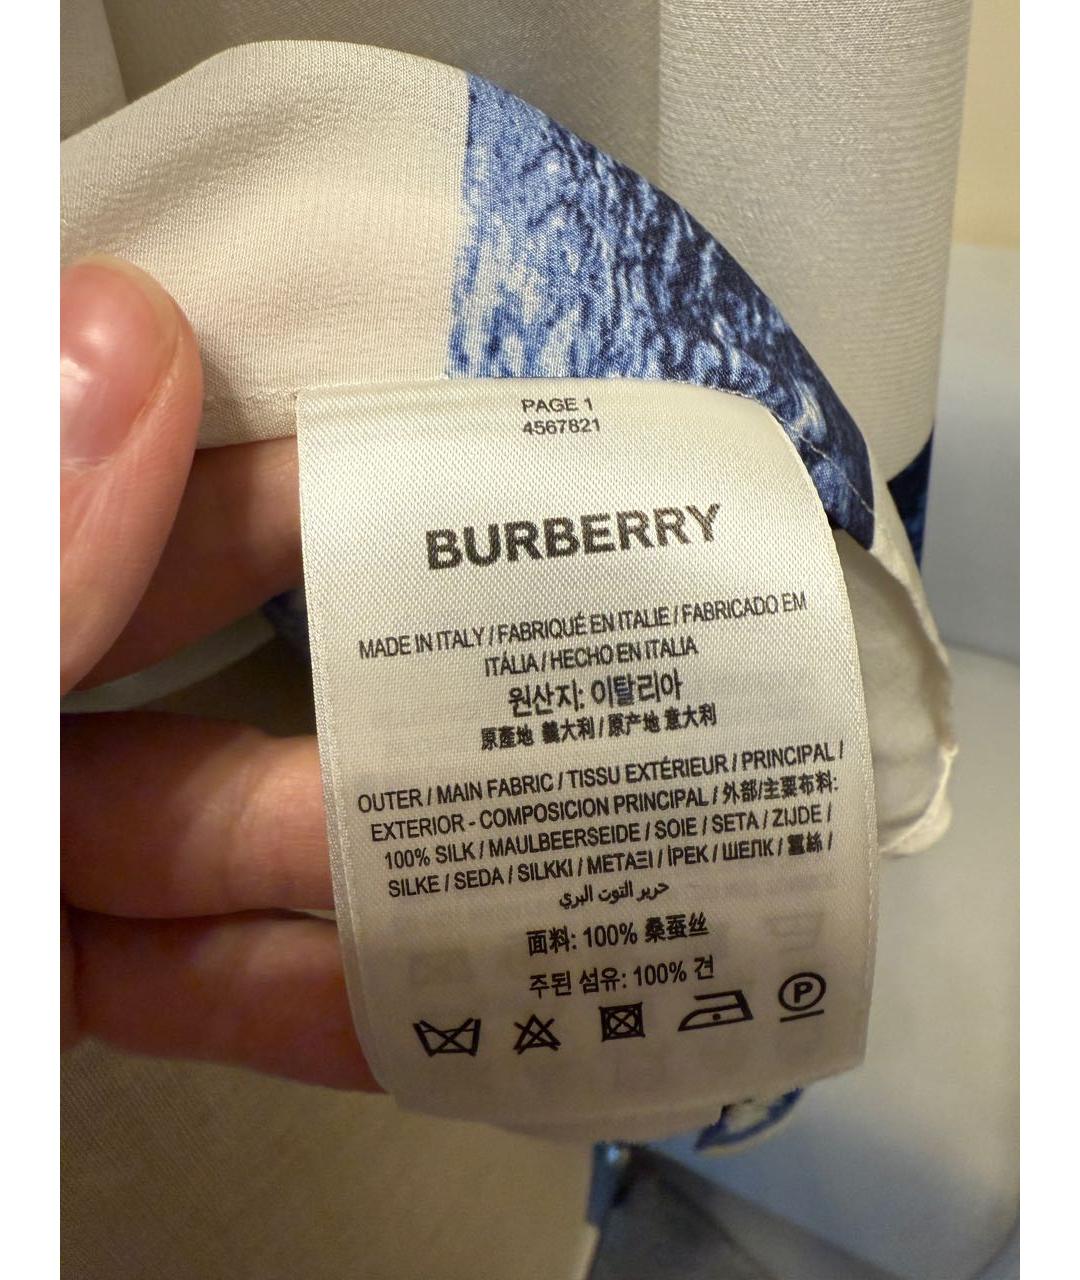 PAGE 1
4567821
BURBERRY
MADE IN ITALY / FABRIQUÉ EN ITALIE / FABRICADO EM
ITÁLIA / HECHO EN ITALIA
원산지: 이탈리아
原產地 義大利 / 原产地 意大利
OUTER / MAIN FABRIC / TISSU EXTÉRIEUR / PRINCIPAL /
EXTERIOR - COMPOSICION PRINCIPAL / 外部/主要布料:
100% SILK / MAULBEERSEIDE / SOIE / SETA / ZIJDE /
SILKE / SEDA / SILKKI / ΜΕΤΑΞΙ / İPEK / ШЕЛК / 蠶絲 /
حرير التوت البري
面料: 100% 桑蚕丝
주된 섬유: 100% 견
P